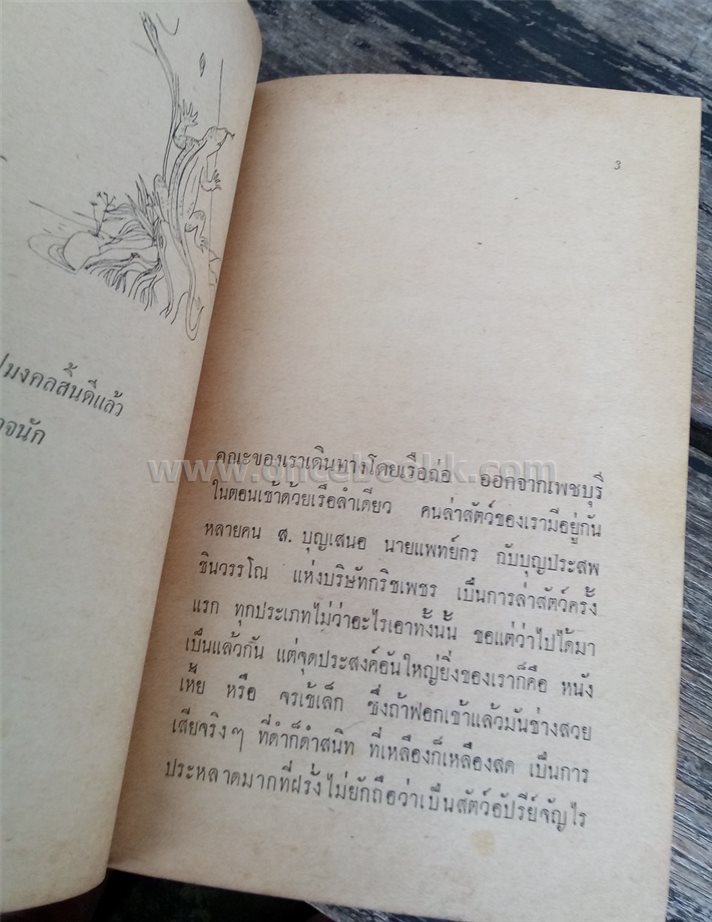 ปมงคลสิ้นดีแล้ว
จนัก
3
www.oncebookk.com
คณะของเราเดินทางโดยเรือถ่อ ออกจากเพชบุรี
ในตอนเช้าด้วยเรือลำเดียว คนล่าสัตว์ของเรามีอยู่กัน
หลายคน ส. บุญเสนอ นายแพทย์กร กับบุญประสพ
ชินวรรโณ แห่งบริษัทกริชเพชร เป็นการล่าสัตว์ครั้ง
แรก ทุกประเภทไม่ว่าอะไรเอาทั้งนั้น ขอแต่ว่าไปได้มา
เป็นแล้วกัน แต่จุดประสงค์อันใหญ่ยิ่งของเราก็คือ หนัง
เหี้ย หรือ จรเข้เล็ก ซึ่งถ้าฟอกเข้าแล้วมันช่างสวย
เสียจริงๆ ที่ดำก็ดำสนิท ที่เหลืองก็เหลืองสด เป็นการ
ประหลาดมากที่ฝรั่งไม่ยักถือว่าเป็นสัตว์อัปรีย์จัญไร